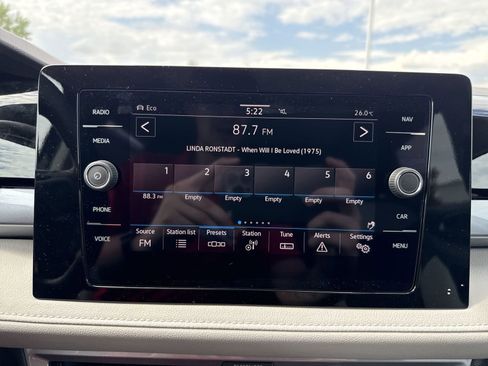 RADIO
MEDIA
PHONE
VOICE
Eco
5:22
26.0°C
<
87.7 FM
>
LINDA RONSTADT - When Will I Be Loved (1975)
1 2 3 4 5 6
88.3 FM Empty Empty Empty Empty Empty
Source Station list Presets Station Tune Alerts Settings
FM
NAV
APP
CAR
MENU